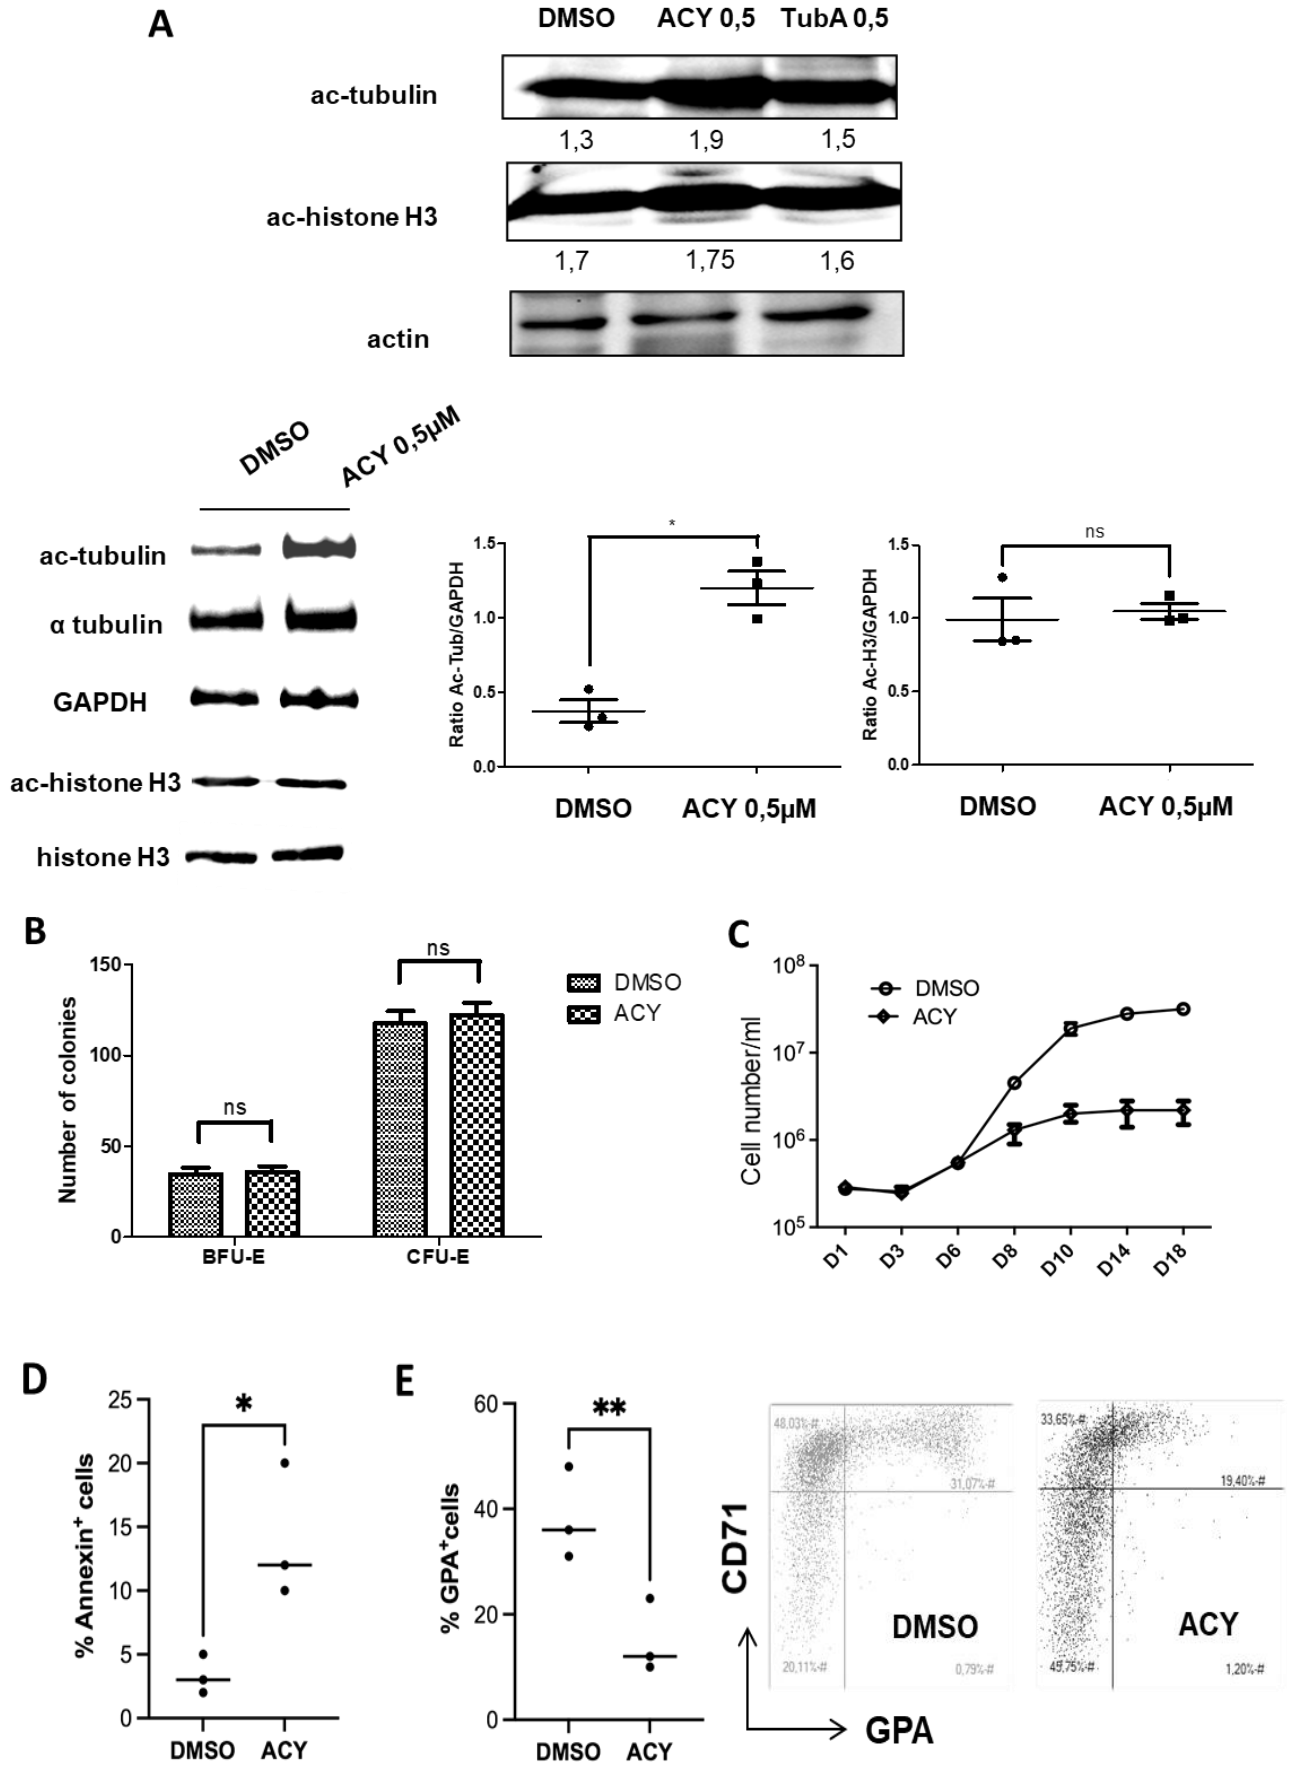 A
DMSO ACY 0,5 TubA 0,5
ac-tubulin
1,3 1,9 1,5
ac-histone H3
1,7 1,75 1,6
actin
DMSO
ACY 0,5µM
ac-tubulin
α tubulin
GAPDH
ac-histone H3
histone H3
Ratio Ac-Tub/GAPDH
1.5
1.0
0.5
0.0
*
DMSO ACY 0,5µM
Ratio Ac-H3/GAPDH
1.5
1.0
0.5
0.0
ns
DMSO ACY 0,5µM
B
Number of colonies
150
100
50
0
ns
ns
BFU-E CFU-E
DMSO
ACY
C
Cell number/ml
10⁸
10⁷
10⁶
10⁵
DMSO
ACY
D1 D3 D6 D8 D10 D14 D18
D
% Annexin⁺ cells
25
20
15
10
5
0
*
DMSO ACY
E
% GPA⁺cells
60
40
20
0
**
DMSO ACY
CD71
48,03%-#
31,07%-#
DMSO
20,11%-# 0,79%-#
33,65%-#
19,40%-#
ACY
45,75%-# 1,20%-#
GPA